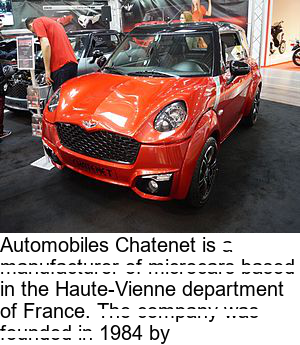 CHATENET
Automobiles Chatenet is a
manufacturer of microcars based
in the Haute-Vienne department
of France. The company was
founded in 1984 by